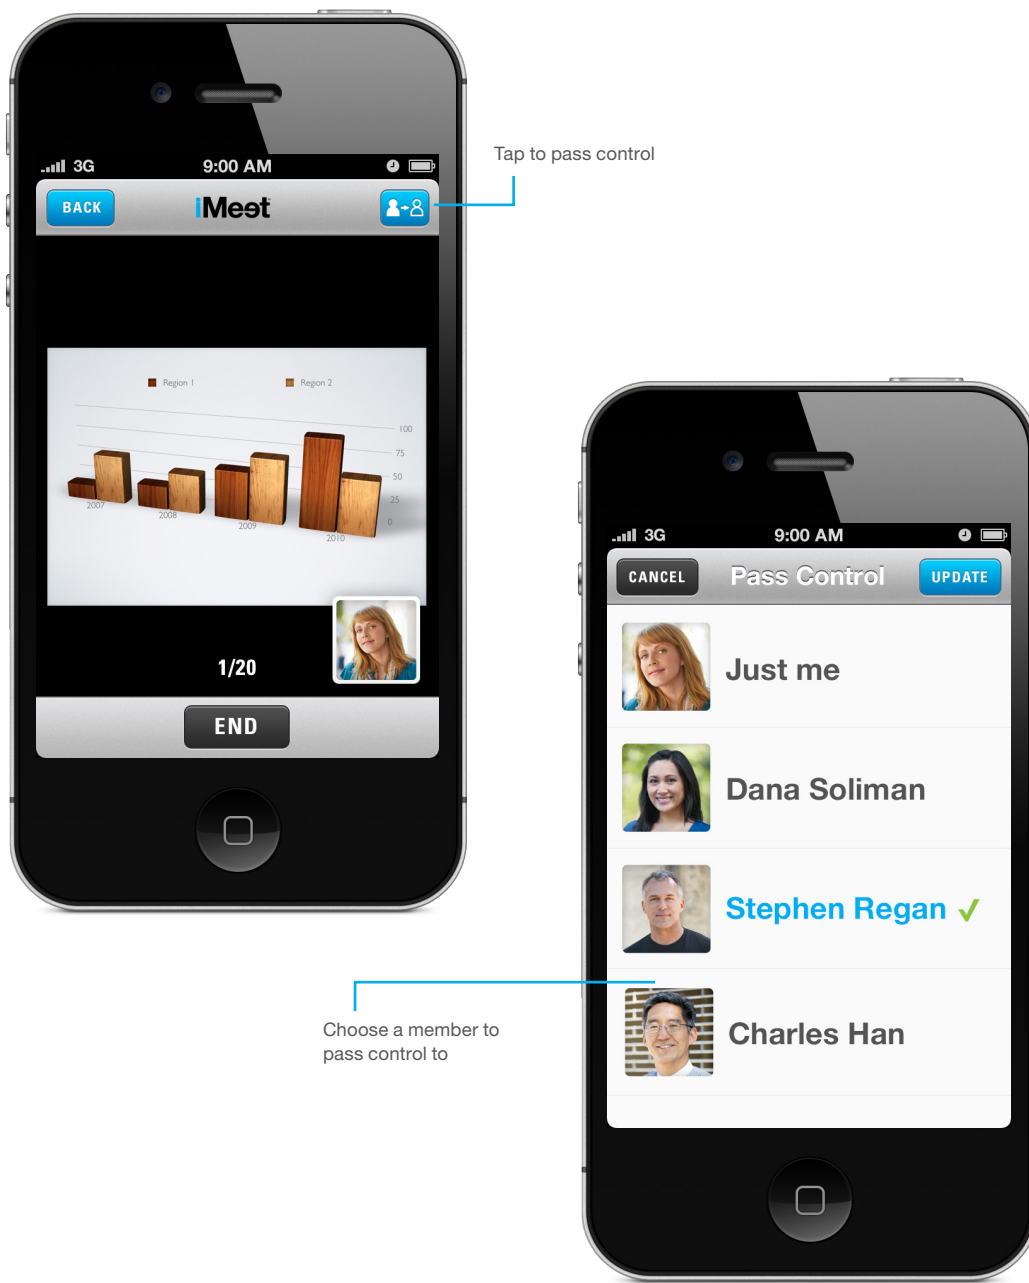 Tap to pass control
3G 9:00 AM
BACK iMeet
Region 1 Region 2
100
75
50
25
0
2007
2008
2009
2010
1/20
END
3G 9:00 AM
CANCEL Pass Control UPDATE
Just me
Dana Soliman
Stephen Regan
Charles Han
Choose a member to
pass control to